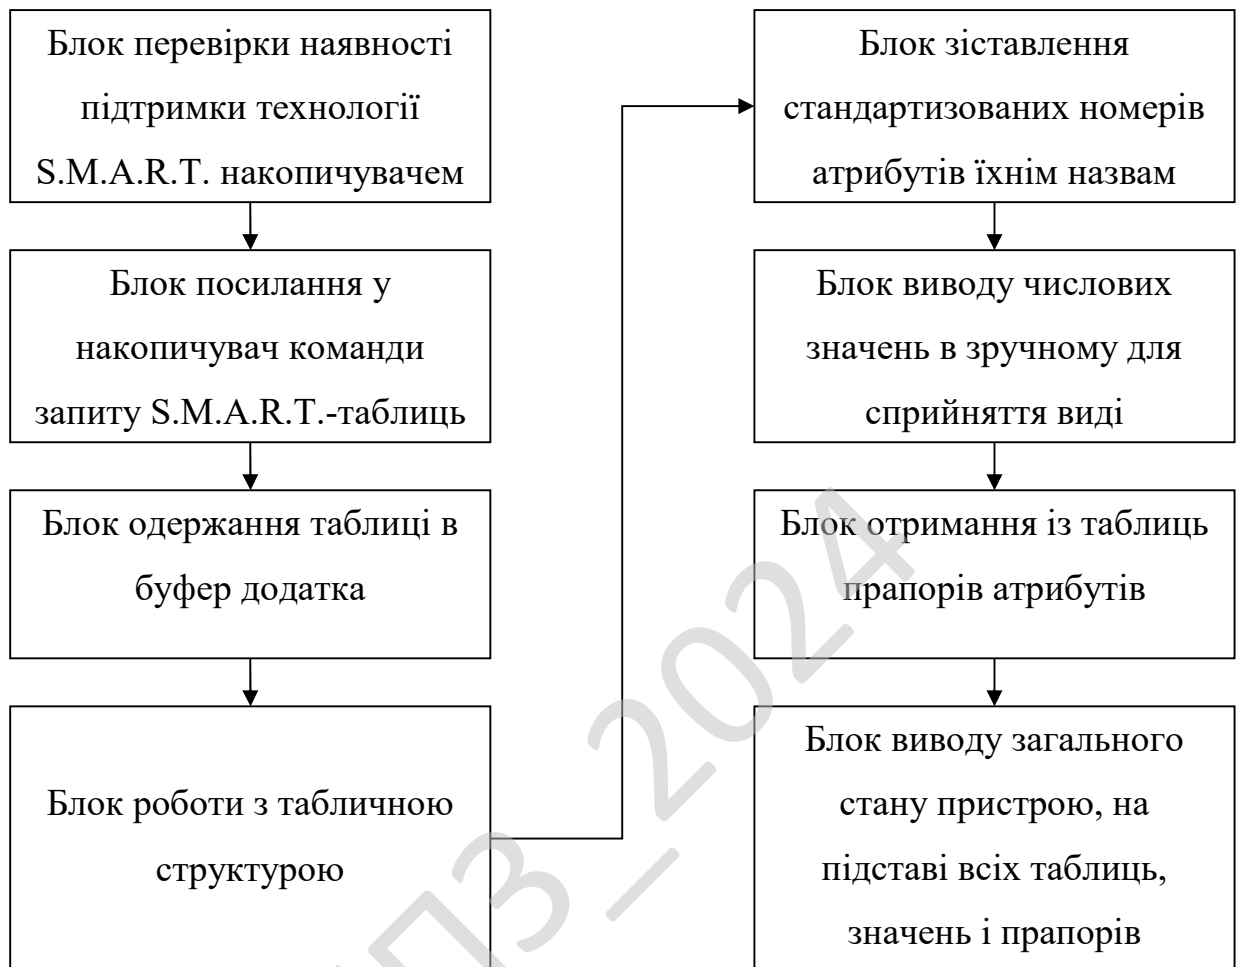 Блок перевірки наявності
підтримки технології
S.M.A.R.T. накопичувачем
Блок посилання у
накопичувач команди
запиту S.M.A.R.T.-таблиць
Блок одержання таблиці в
буфер додатка
Блок роботи з табличною
структурою
Блок зіставлення
стандартизованих номерів
атрибутів їхнім назвам
Блок виводу числових
значень в зручному для
сприйняття виді
Блок отримання із таблиць
прапорів атрибутів
Блок виводу загального
стану пристрою, на
підставі всіх таблиць,
значень і прапорів
ПЗ_2024